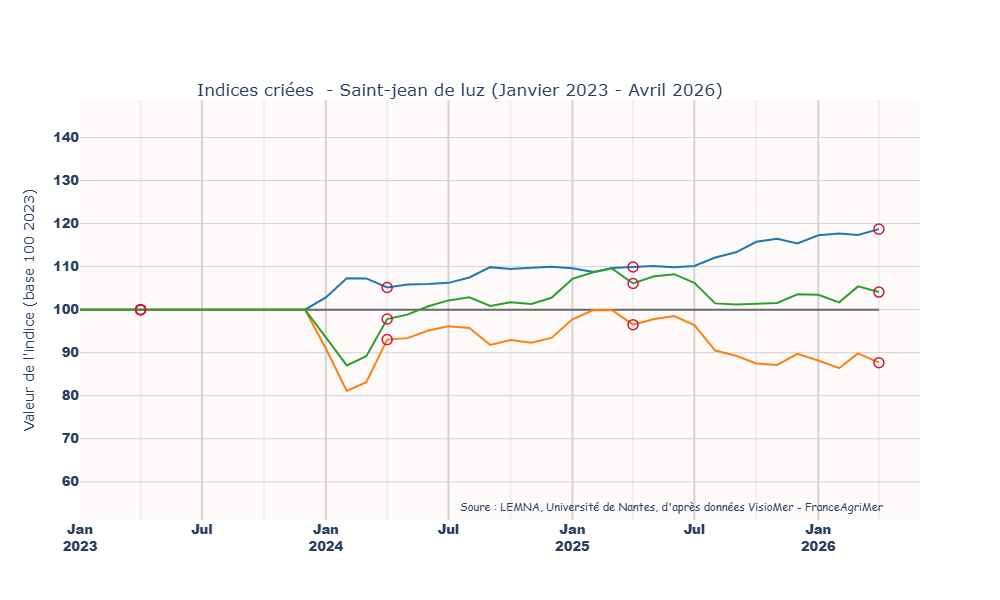 Indices criées - Saint-jean de luz (Janvier 2023 - Avril 2026)
Valeur de l'indice (base 100 2023)
140
130
120
110
100
90
80
70
60
Soure : LEMNA, Université de Nantes, d'après données VisioMer - FranceAgriMer
Jan Jul Jan Jul Jan Jul Jan
2023 2024 2025 2026